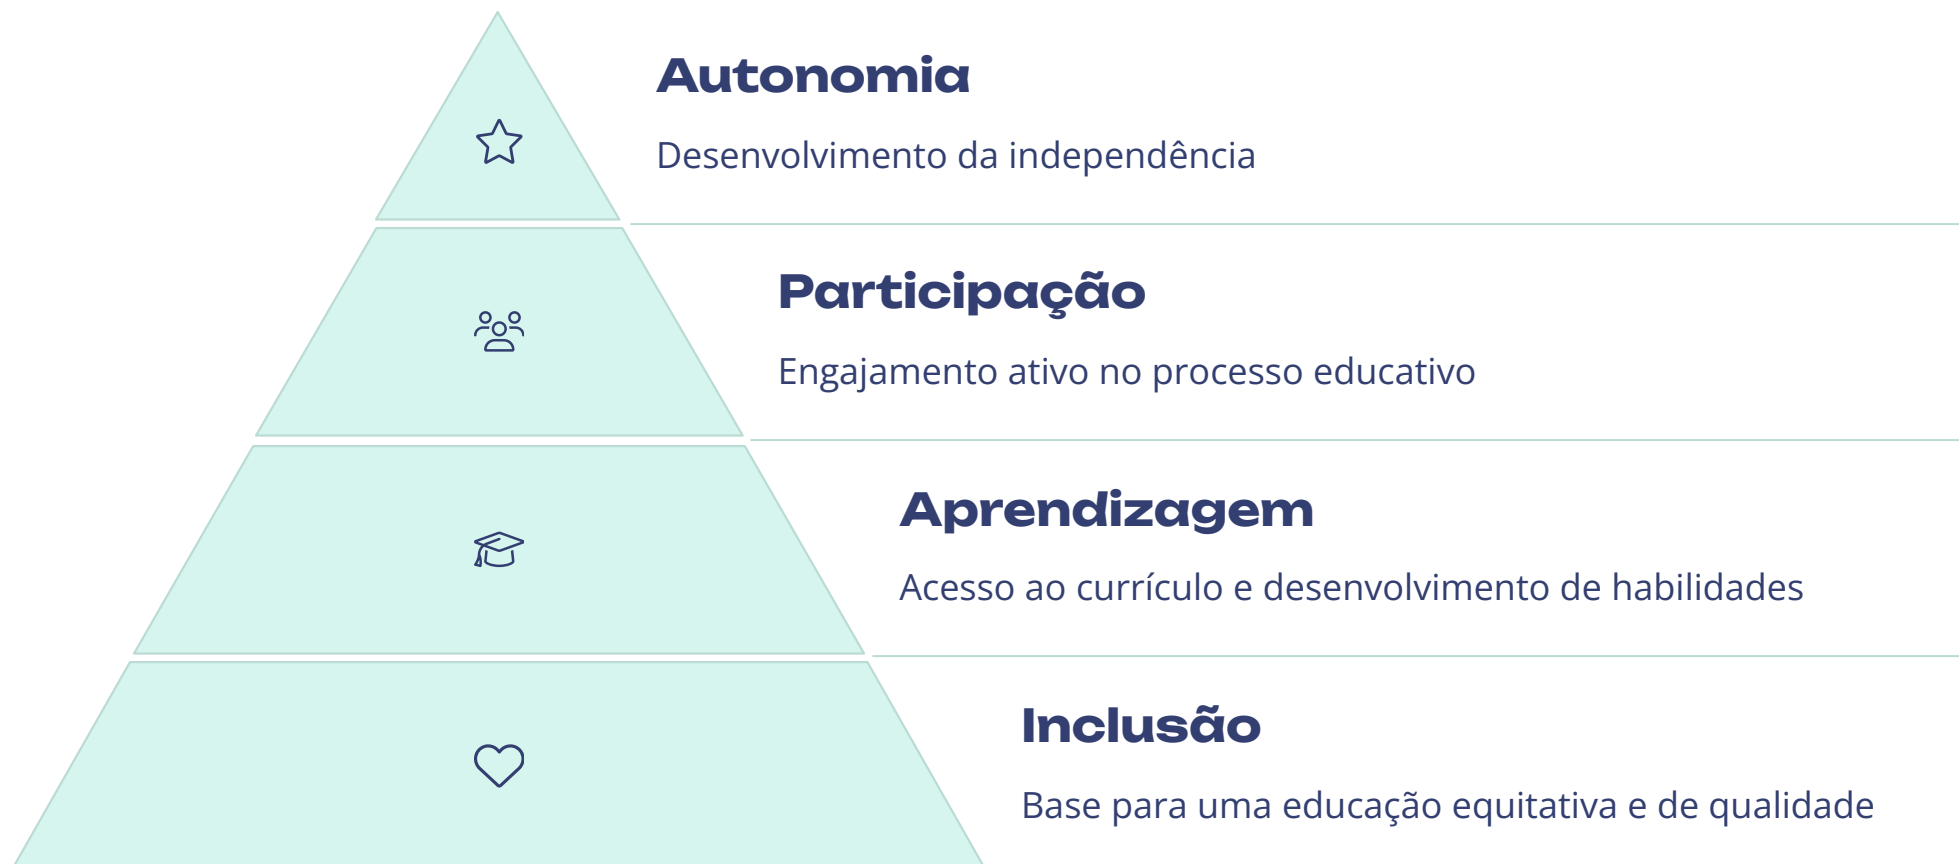 Autonomia
Desenvolvimento da independência
Participação
Engajamento ativo no processo educativo
Aprendizagem
Acesso ao currículo e desenvolvimento de habilidades
Inclusão
Base para uma educação equitativa e de qualidade